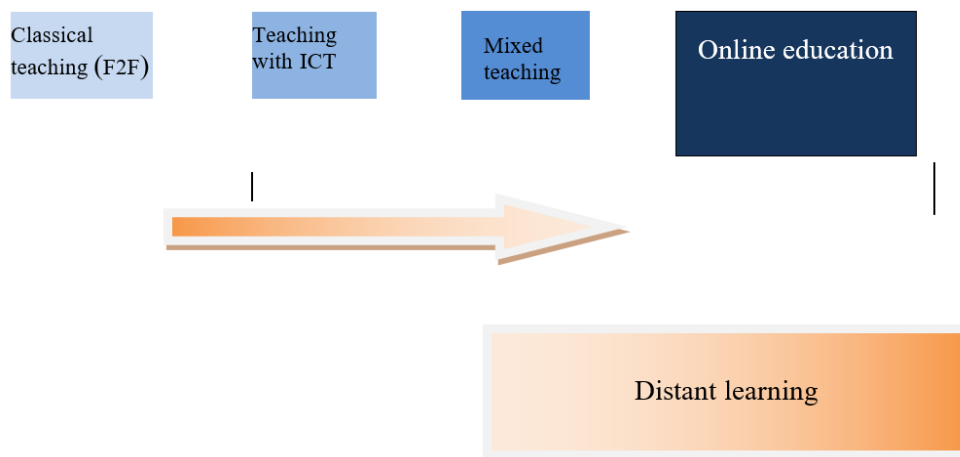 Classical
teaching (F2F)
Teaching
with ICT
Mixed
teaching
Online education
Distant learning